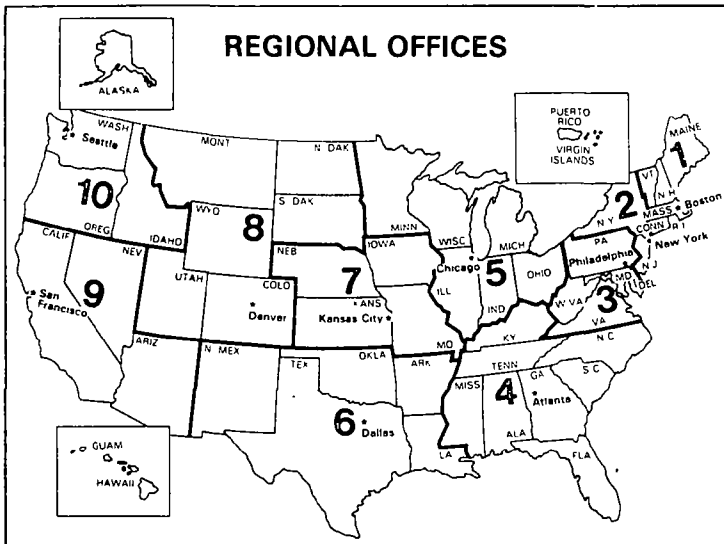 REGIONAL OFFICES
ALASKA
PUERTO
RICO
VIRGIN
ISLANDS
WASH
Seattle
MONT
N DAK
MINN
MAINE
1
VT
N H
10
OREG
IDAHO
WYO
8
S DAK
WISC
MICH
N Y
2
MASS
Boston
CONN
R I
New York
CALIF
NEV
NEB
IOWA
Chicago
5
ILL
IND
OHIO
PA
Philadelphia
N J
MD
DEL
3
W VA
VA
9
San
Francisco
UTAH
COLO
Denver
7
ANS
Kansas City
MO
KY
N C
ARIZ
N MEX
TEX
OKLA
ARK
TENN
MISS
4
GA
S C
Atlanta
ALA
6
Dallas
LA
FLA
GUAM
HAWAII